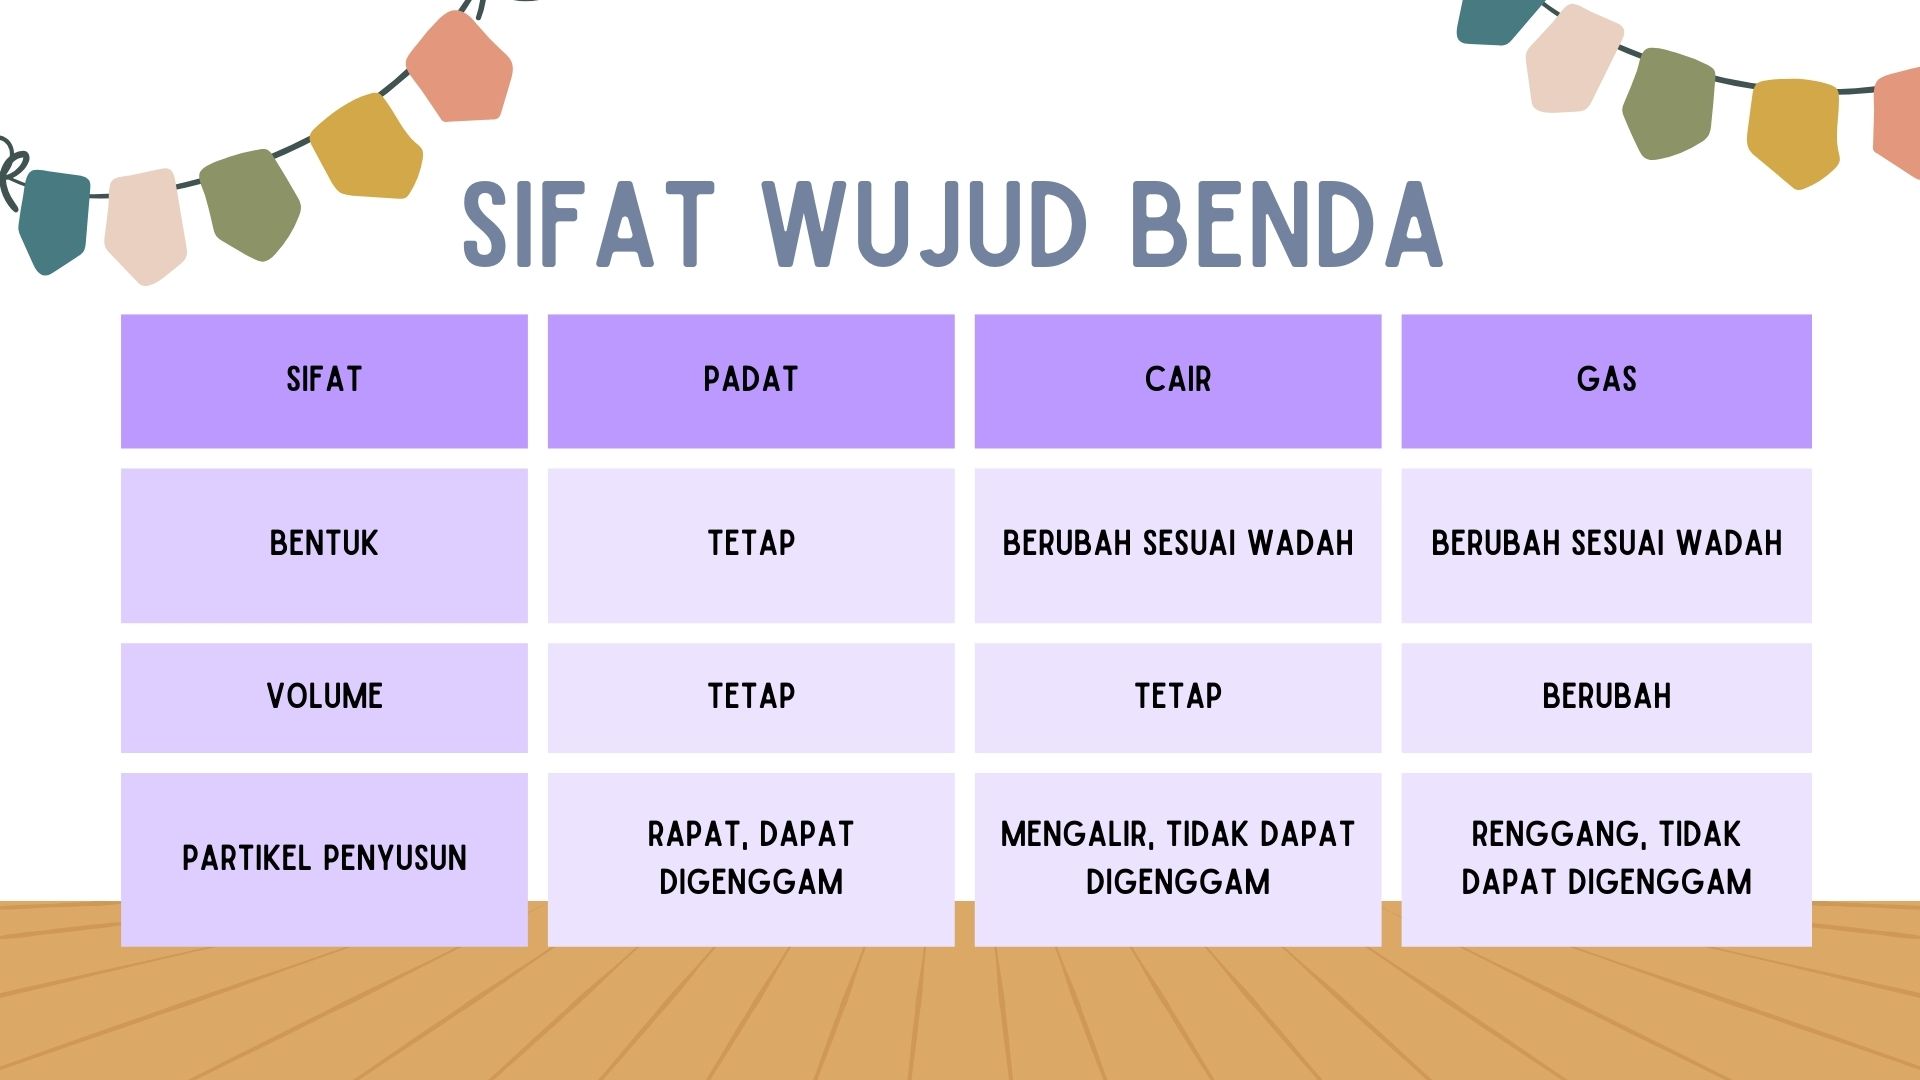 SIFAT WUJUD BENDA
SIFAT
PADAT
CAIR
GAS
BENTUK
TETAP
BERUBAH SESUAI WADAH
BERUBAH SESUAI WADAH
VOLUME
TETAP
TETAP
BERUBAH
PARTIKEL PENYUSUN
RAPAT, DAPAT
DIGENGGAM
MENGALIR, TIDAK DAPAT
DIGENGGAM
RENGGANG, TIDAK
DAPAT DIGENGGAM